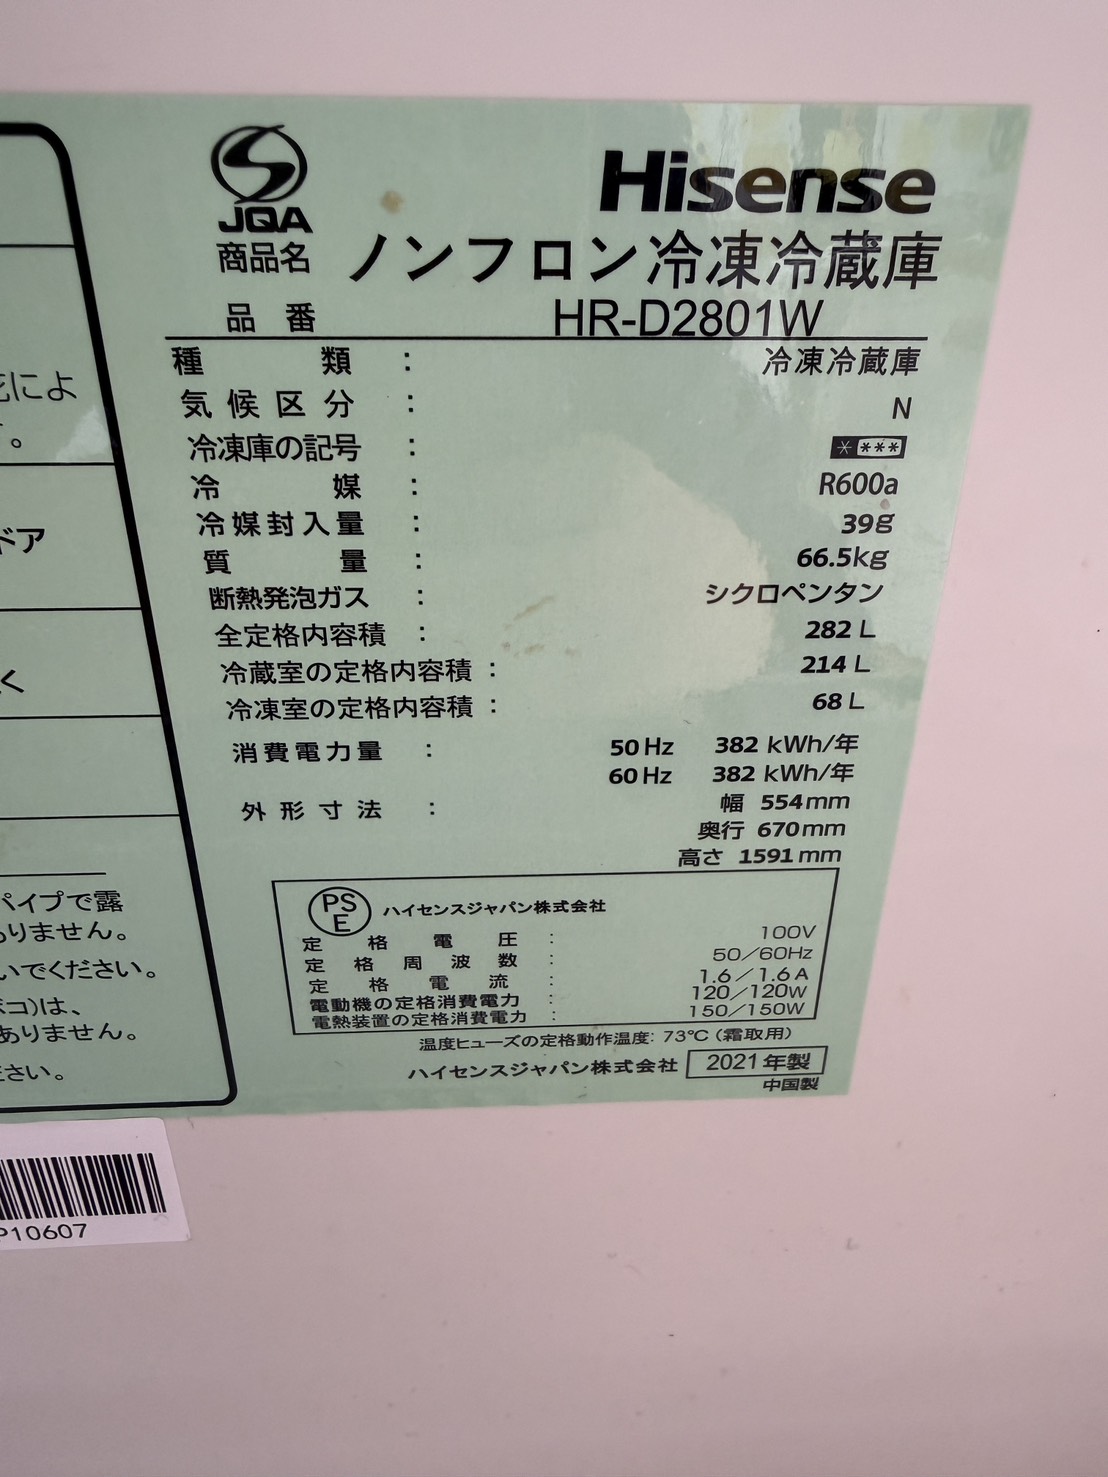 JQA
Hisense
商品名 ノンフロン冷凍冷蔵庫
品番 HR-D2801W
種類 : 冷凍冷蔵庫
気候区分 : N
冷凍庫の記号 : * ***
冷媒 : R600a
冷媒封入量 : 39g
質量 : 66.5kg
断熱発泡ガス : シクロペンタン
全定格内容積 : 282 L
冷蔵室の定格内容積 : 214 L
冷凍室の定格内容積 : 68 L
消費電力量 : 50 Hz 382 kWh/年
60 Hz 382 kWh/年
外形寸法 : 幅 554mm
奥行 670mm
高さ 1591mm
PSE ハイセンスジャパン株式会社
定格電圧 : 100V
定格周波数 : 50/60Hz
定格電流 : 1.6/1.6A
電動機の定格消費電力 : 120/120W
電熱装置の定格消費電力 : 150/150W
温度ヒューズの定格動作温度: 73℃ (霜取用)
ハイセンスジャパン株式会社 2021年製
中国製
によ
。
ドア
く
パイプで露
りません。
いでください。
コ)は、
ありません。
さい。
P10607